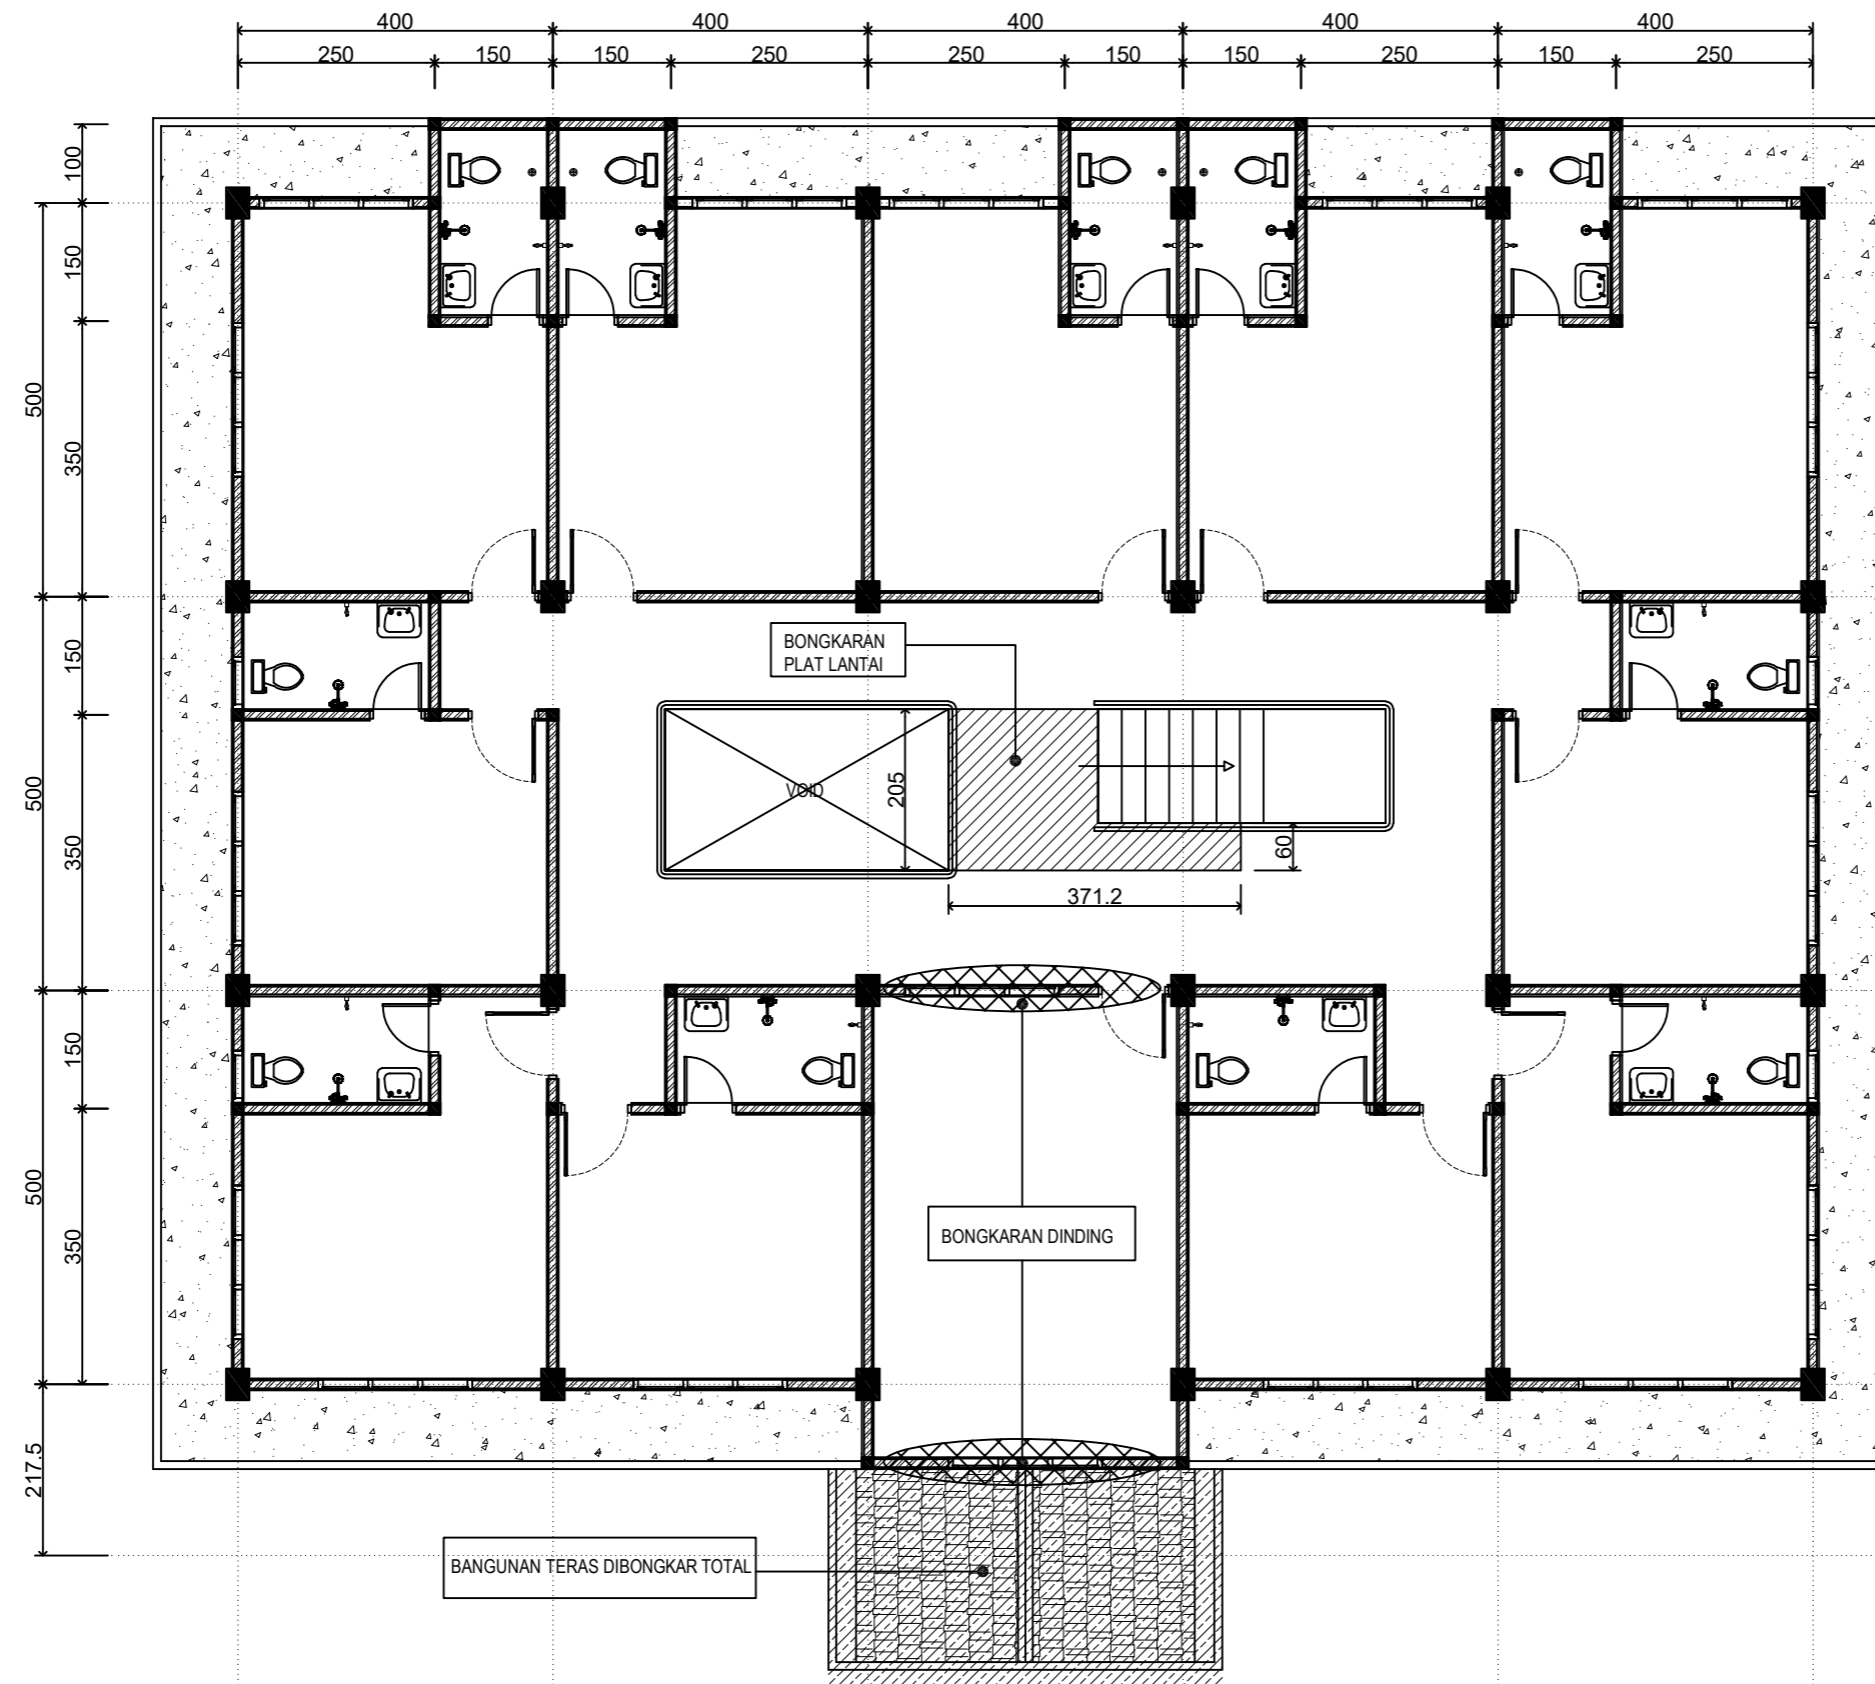 400 400 400 400 400
250 150 150 250 250 150 150 250 150 250
100
150
500
350
BONGKARAN
PLAT LANTAI
150
VOID
205
500
350
60
371.2
150
500
350
BONGKARAN DINDING
217.5
BANGUNAN TERAS DIBONGKAR TOTAL